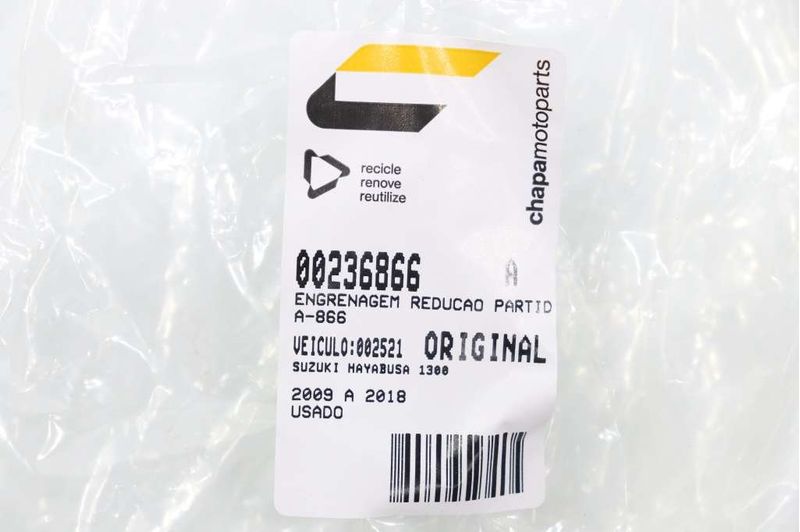 chapamotoparts
recicle
renove
reutilize
00236866 A
ENGRENAGEM REDUCAO PARTID
A-866
VEICULO:002521 ORIGINAL
SUZUKI HAYABUSA 1300
2009 A 2018
USADO